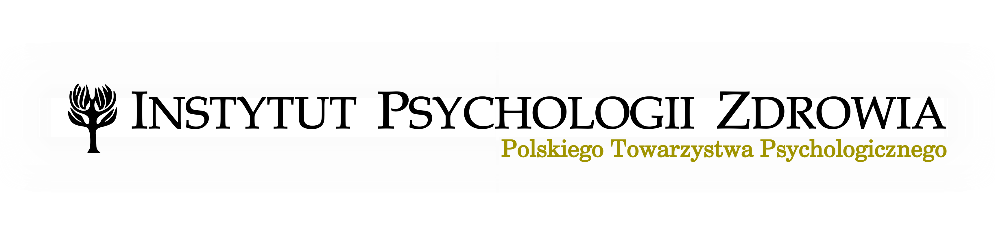 INSTYTUT PSYCHOLOGII ZDROWIA
Polskiego Towarzystwa Psychologicznego